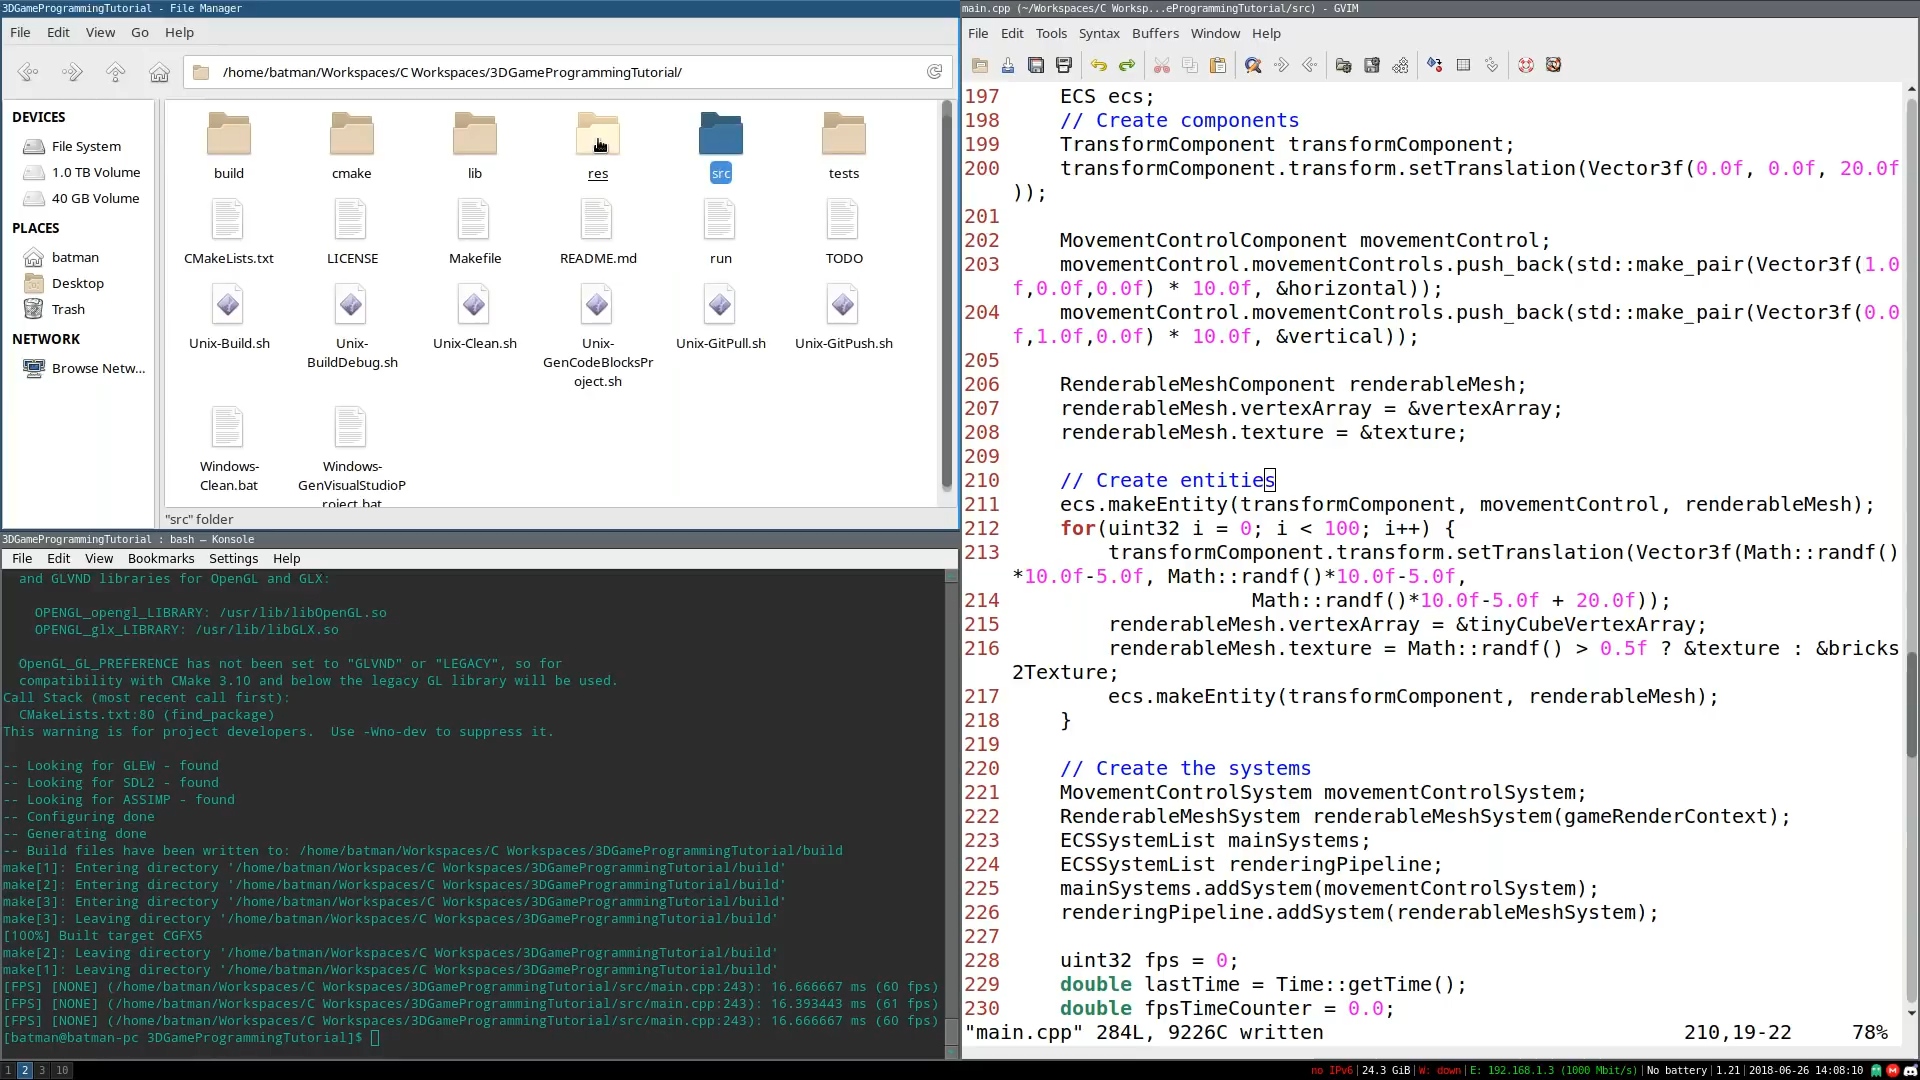 3DGameProgrammingTutorial - File Manager
File Edit View Go Help
/home/batman/Workspaces/C Workspaces/3DGameProgrammingTutorial/
DEVICES
File System
1.0 TB Volume
40 GB Volume
PLACES
batman
Desktop
Trash
NETWORK
Browse Netw...
build cmake lib res src tests
CMakeLists.txt LICENSE Makefile README.md run TODO
Unix-Build.sh Unix-BuildDebug.sh Unix-Clean.sh Unix-GenCodeBlocksProject.sh Unix-GitPull.sh Unix-GitPush.sh
Windows-Clean.bat Windows-GenVisualStudioProject.bat
"src" folder
3DGameProgrammingTutorial : bash — Konsole
File Edit View Bookmarks Settings Help
and GLVND libraries for OpenGL and GLX:
OPENGL_opengl_LIBRARY: /usr/lib/libOpenGL.so
OPENGL_glx_LIBRARY: /usr/lib/libGLX.so
OpenGL_GL_PREFERENCE has not been set to "GLVND" or "LEGACY", so for
compatibility with CMake 3.10 and below the legacy GL library will be used.
Call Stack (most recent call first):
CMakeLists.txt:80 (find_package)
This warning is for project developers.  Use -Wno-dev to suppress it.
-- Looking for GLEW - found
-- Looking for SDL2 - found
-- Looking for ASSIMP - found
-- Configuring done
-- Generating done
-- Build files have been written to: /home/batman/Workspaces/C Workspaces/3DGameProgrammingTutorial/build
make[1]: Entering directory '/home/batman/Workspaces/C Workspaces/3DGameProgrammingTutorial/build'
make[2]: Entering directory '/home/batman/Workspaces/C Workspaces/3DGameProgrammingTutorial/build'
make[3]: Entering directory '/home/batman/Workspaces/C Workspaces/3DGameProgrammingTutorial/build'
make[3]: Leaving directory '/home/batman/Workspaces/C Workspaces/3DGameProgrammingTutorial/build'
[100%] Built target CGFX5
make[2]: Leaving directory '/home/batman/Workspaces/C Workspaces/3DGameProgrammingTutorial/build'
make[1]: Leaving directory '/home/batman/Workspaces/C Workspaces/3DGameProgrammingTutorial/build'
[FPS] [NONE] (/home/batman/Workspaces/C Workspaces/3DGameProgrammingTutorial/src/main.cpp:243): 16.666667 ms (60 fps)
[FPS] [NONE] (/home/batman/Workspaces/C Workspaces/3DGameProgrammingTutorial/src/main.cpp:243): 16.393443 ms (61 fps)
[FPS] [NONE] (/home/batman/Workspaces/C Workspaces/3DGameProgrammingTutorial/src/main.cpp:243): 16.666667 ms (60 fps)
[batman@batman-pc 3DGameProgrammingTutorial]$
main.cpp (~/Workspaces/C Worksp...eProgrammingTutorial/src) - GVIM
File Edit Tools Syntax Buffers Window Help
197 ECS ecs;
198 // Create components
199 TransformComponent transformComponent;
200 transformComponent.transform.setTranslation(Vector3f(0.0f, 0.0f, 20.0f
));
201
202 MovementControlComponent movementControl;
203 movementControl.movementControls.push_back(std::make_pair(Vector3f(1.0
f,0.0f,0.0f) * 10.0f, &horizontal));
204 movementControl.movementControls.push_back(std::make_pair(Vector3f(0.0
f,1.0f,0.0f) * 10.0f, &vertical));
205
206 RenderableMeshComponent renderableMesh;
207 renderableMesh.vertexArray = &vertexArray;
208 renderableMesh.texture = &texture;
209
210 // Create entities
211 ecs.makeEntity(transformComponent, movementControl, renderableMesh);
212 for(uint32 i = 0; i < 100; i++) {
213 transformComponent.transform.setTranslation(Vector3f(Math::randf()
*10.0f-5.0f, Math::randf()*10.0f-5.0f,
214 Math::randf()*10.0f-5.0f + 20.0f));
215 renderableMesh.vertexArray = &tinyCubeVertexArray;
216 renderableMesh.texture = Math::randf() > 0.5f ? &texture : &bricks
2Texture;
217 ecs.makeEntity(transformComponent, renderableMesh);
218 }
219
220 // Create the systems
221 MovementControlSystem movementControlSystem;
222 RenderableMeshSystem renderableMeshSystem(gameRenderContext);
223 ECSSystemList mainSystems;
224 ECSSystemList renderingPipeline;
225 mainSystems.addSystem(movementControlSystem);
226 renderingPipeline.addSystem(renderableMeshSystem);
227
228 uint32 fps = 0;
229 double lastTime = Time::getTime();
230 double fpsTimeCounter = 0.0;
"main.cpp" 284L, 9226C written 210,19-22 78%
1 2 3 10
no IPv6| 24.3 GiB| W: down| E: 192.168.1.3 (1000 Mbit/s)| No battery| 1.21| 2018-06-26 14:08:10